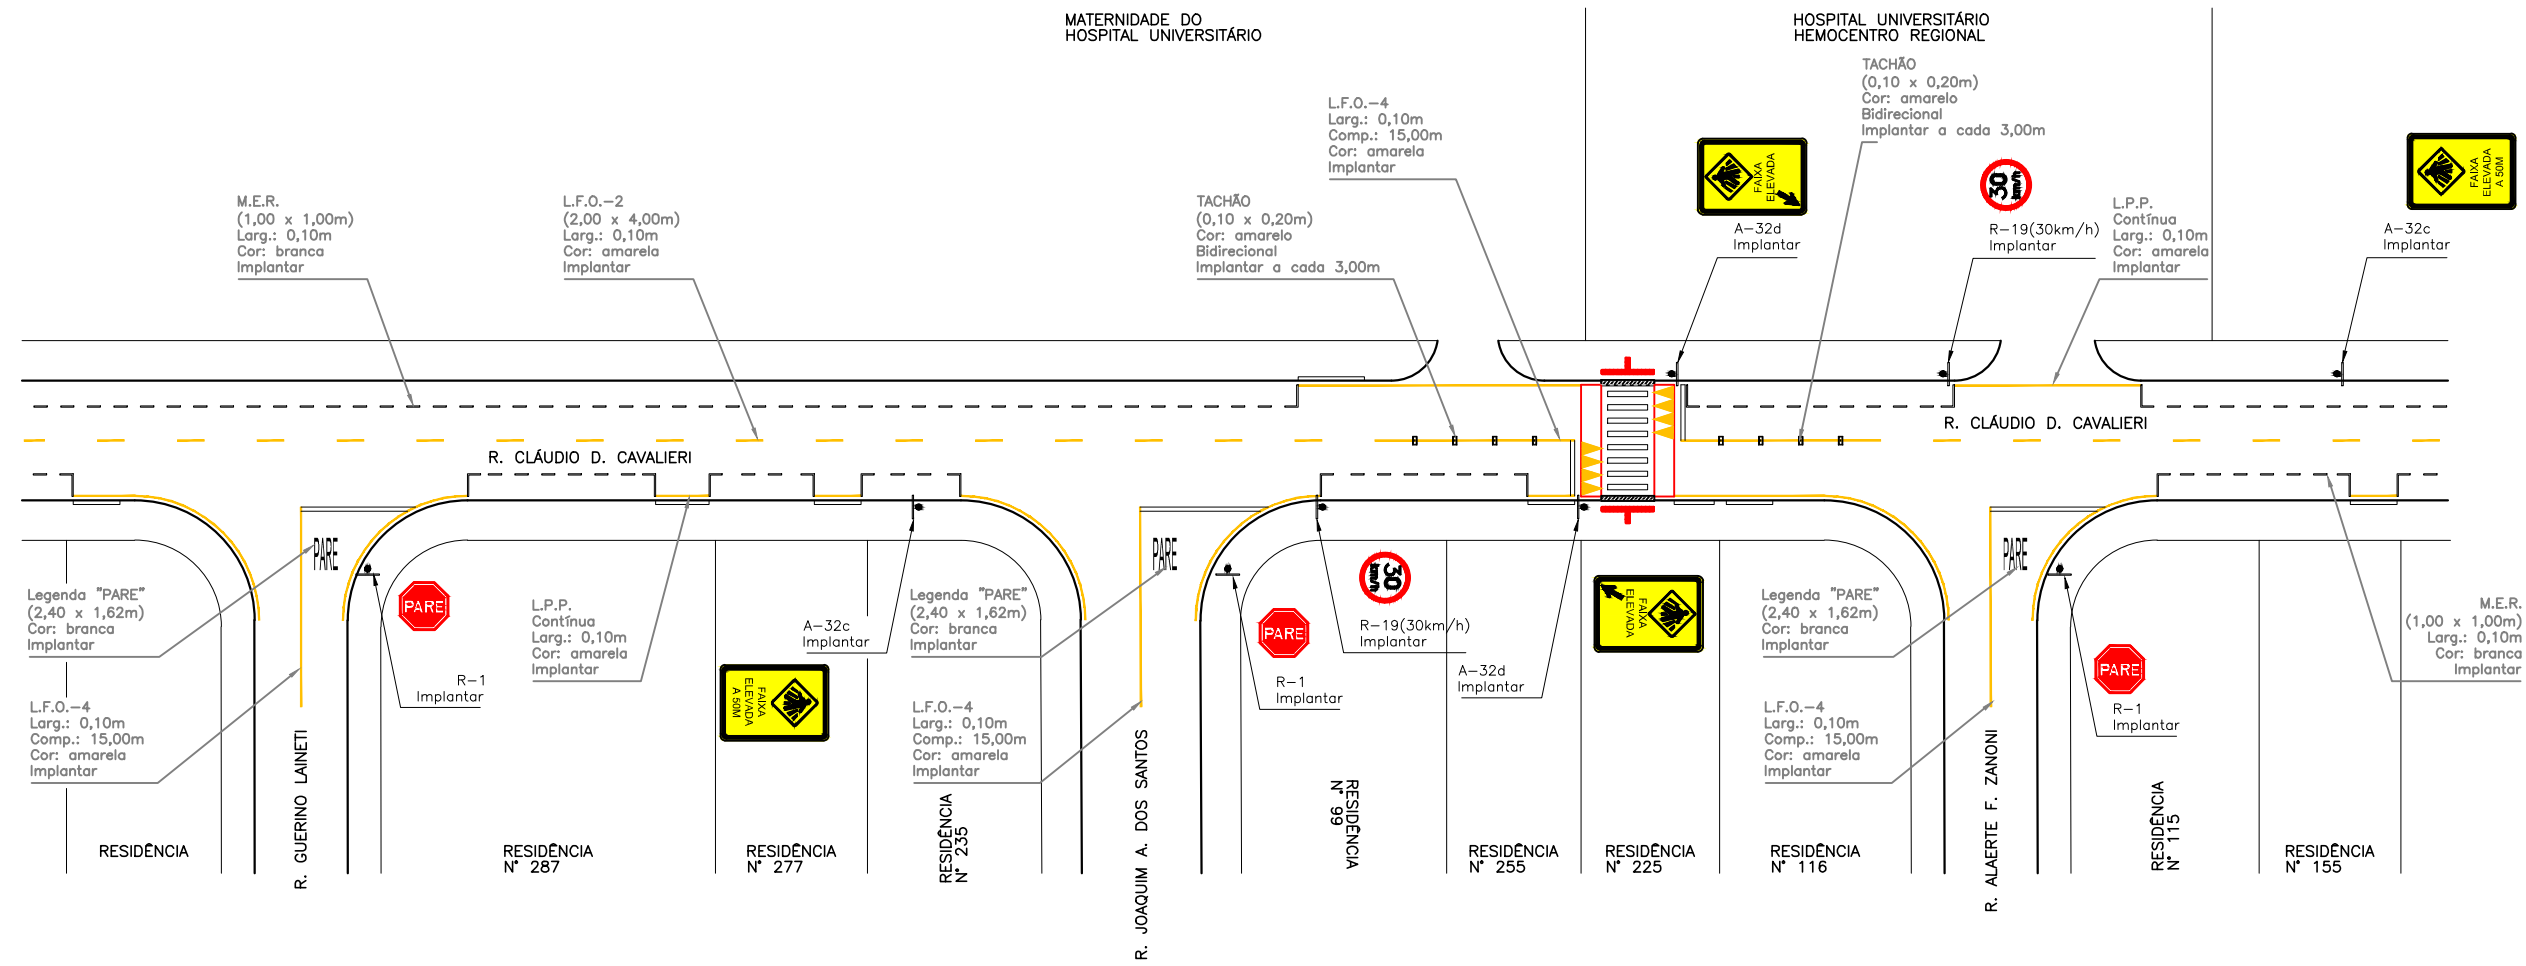 MATERNIDADE DO
HOSPITAL UNIVERSITÁRIO
HOSPITAL UNIVERSITÁRIO
HEMOCENTRO REGIONAL
TACHÃO
(0,10 x 0,20m)
Cor: amarelo
Bidirecional
Implantar a cada 3,00m
L.F.O.-4
Larg.: 0,10m
Comp.: 15,00m
Cor: amarela
Implantar
FAIXA
ELEVADA
30
km/h
FAIXA
ELEVADA
A 50M
M.E.R.
(1,00 x 1,00m)
Larg.: 0,10m
Cor: branca
Implantar
L.F.O.-2
(2,00 x 4,00m)
Larg.: 0,10m
Cor: amarela
Implantar
TACHÃO
(0,10 x 0,20m)
Cor: amarelo
Bidirecional
Implantar a cada 3,00m
A-32d
Implantar
R-19(30km/h)
Implantar
L.P.P.
Contínua
Larg.: 0,10m
Cor: amarela
Implantar
A-32c
Implantar
R. CLÁUDIO D. CAVALIERI
R. CLÁUDIO D. CAVALIERI
PARE
PARE
PARE
Legenda "PARE"
(2,40 x 1,62m)
Cor: branca
Implantar
PARE
L.P.P.
Contínua
Larg.: 0,10m
Cor: amarela
Implantar
A-32c
Implantar
Legenda "PARE"
(2,40 x 1,62m)
Cor: branca
Implantar
PARE
30
km/h
R-19(30km/h)
Implantar
FAIXA
ELEVADA
Legenda "PARE"
(2,40 x 1,62m)
Cor: branca
Implantar
PARE
M.E.R.
(1,00 x 1,00m)
Larg.: 0,10m
Cor: branca
Implantar
R-1
Implantar
FAIXA
ELEVADA
A 50M
R-1
Implantar
A-32d
Implantar
R-1
Implantar
L.F.O.-4
Larg.: 0,10m
Comp.: 15,00m
Cor: amarela
Implantar
L.F.O.-4
Larg.: 0,10m
Comp.: 15,00m
Cor: amarela
Implantar
L.F.O.-4
Larg.: 0,10m
Comp.: 15,00m
Cor: amarela
Implantar
R. GUERINO LAINETI
R. JOAQUIM A. DOS SANTOS
R. ALAERTE F. ZANONI
RESIDÊNCIA
RESIDÊNCIA
N° 287
RESIDÊNCIA
N° 277
RESIDÊNCIA
N° 235
RESIDÊNCIA
N° 99
RESIDÊNCIA
N° 255
RESIDÊNCIA
N° 225
RESIDÊNCIA
N° 116
RESIDÊNCIA
N° 115
RESIDÊNCIA
N° 155